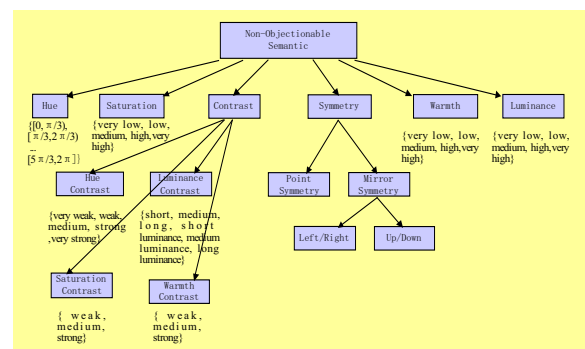 Non-Objectionable
Semantic
Hue
Saturation
Contrast
Symmetry
Warmth
Luminance
{[0, π/3),
[π/3,2π/3)
...
[5π/3,2π]}
{very low, low,
medium, high,very
high}
{very low, low,
medium, high,very
high}
{very low, low,
medium, high,very
high}
Hue
Contrast
Luminance
Contrast
Point
Symmetry
Mirror
Symmetry
{very weak, weak,
medium, strong
,very strong}
{short, medium,
long, short
luminance, medium
luminance, long
luminance}
Left/Right
Up/Down
Saturation
Contrast
Warmth
Contrast
{ weak,
medium,
strong}
{ weak,
medium,
strong}